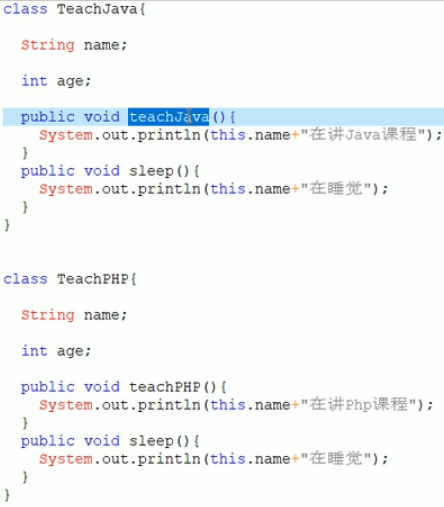 class TeachJava{
String name;
int age;
public void teachJava(){
System.out.println(this.name+"在讲Java课程");
}
public void sleep(){
System.out.println(this.name+"在睡觉");
}
}
class TeachPHP{
String name;
int age;
public void teachPHP(){
System.out.println(this.name+"在讲Php课程");
}
public void sleep(){
System.out.println(this.name+"在睡觉");
}
}